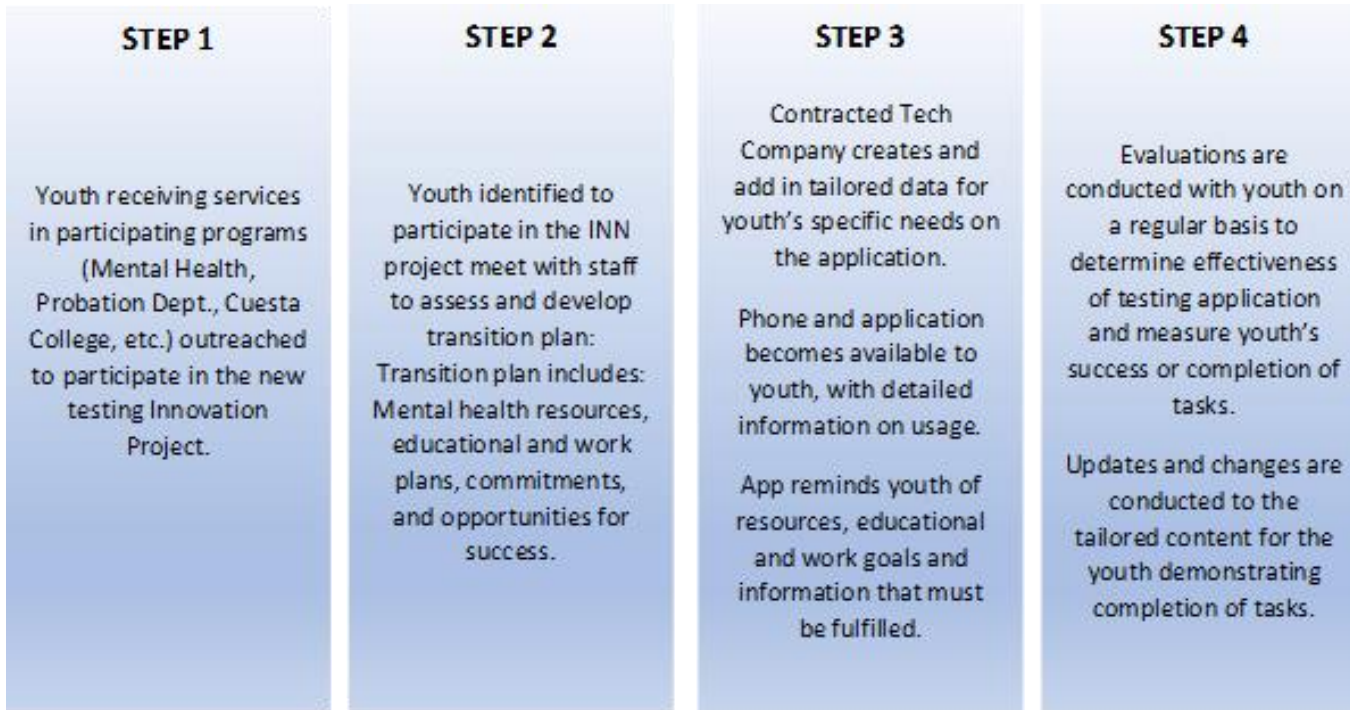 STEP 1
Youth receiving services
in participating programs
(Mental Health,
Probation Dept., Cuesta
College, etc.) outreached
to participate in the new
testing Innovation
Project.
STEP 2
Youth identified to
participate in the INN
project meet with staff
to assess and develop
transition plan:
Transition plan includes:
Mental health resources,
educational and work
plans, commitments,
and opportunities for
success.
STEP 3
Contracted Tech
Company creates and
add in tailored data for
youth's specific needs on
the application.
Phone and application
becomes available to
youth, with detailed
information on usage.
App reminds youth of
resources, educational
and work goals and
information that must
be fulfilled.
STEP 4
Evaluations are
conducted with youth on
a regular basis to
determine effectiveness
of testing application
and measure youth's
success or completion of
tasks.
Updates and changes are
conducted to the
tailored content for the
youth demonstrating
completion of tasks.